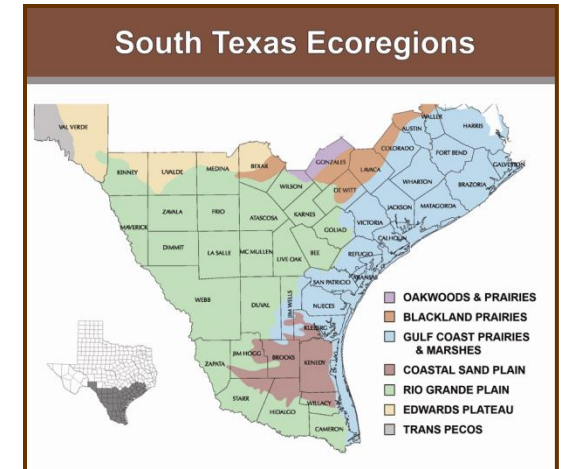 South Texas Ecoregions
WALLER
HARRIS
AUSTIN
VAL VERDE
COLORADO
FORT BEND
GALVESTON
GONZALES
LAVACA
KINNEY
UVALDE
MEDINA
BEXAR
WHARTON
BRAZORIA
WILSON
DE WITT
JACKSON
MATAGORDA
MAVERICK
ZAVALA
FRIO
ATASCOSA
KARNES
GOLIAD
VICTORIA
CALHOUN
DIMMIT
LA SALLE
MC MULLEN
LIVE OAK
BEE
REFUGIO
ARANSAS
SAN PATRICIO
WEBB
DUVAL
JIM WELLS
NUECES
KLEBERG
ZAPATA
JIM HOGG
BROOKS
KENEDY
STARR
HIDALGO
WILLACY
CAMERON
OAKWOODS & PRAIRIES
BLACKLAND PRAIRIES
GULF COAST PRAIRIES
& MARSHES
COASTAL SAND PLAIN
RIO GRANDE PLAIN
EDWARDS PLATEAU
TRANS PECOS